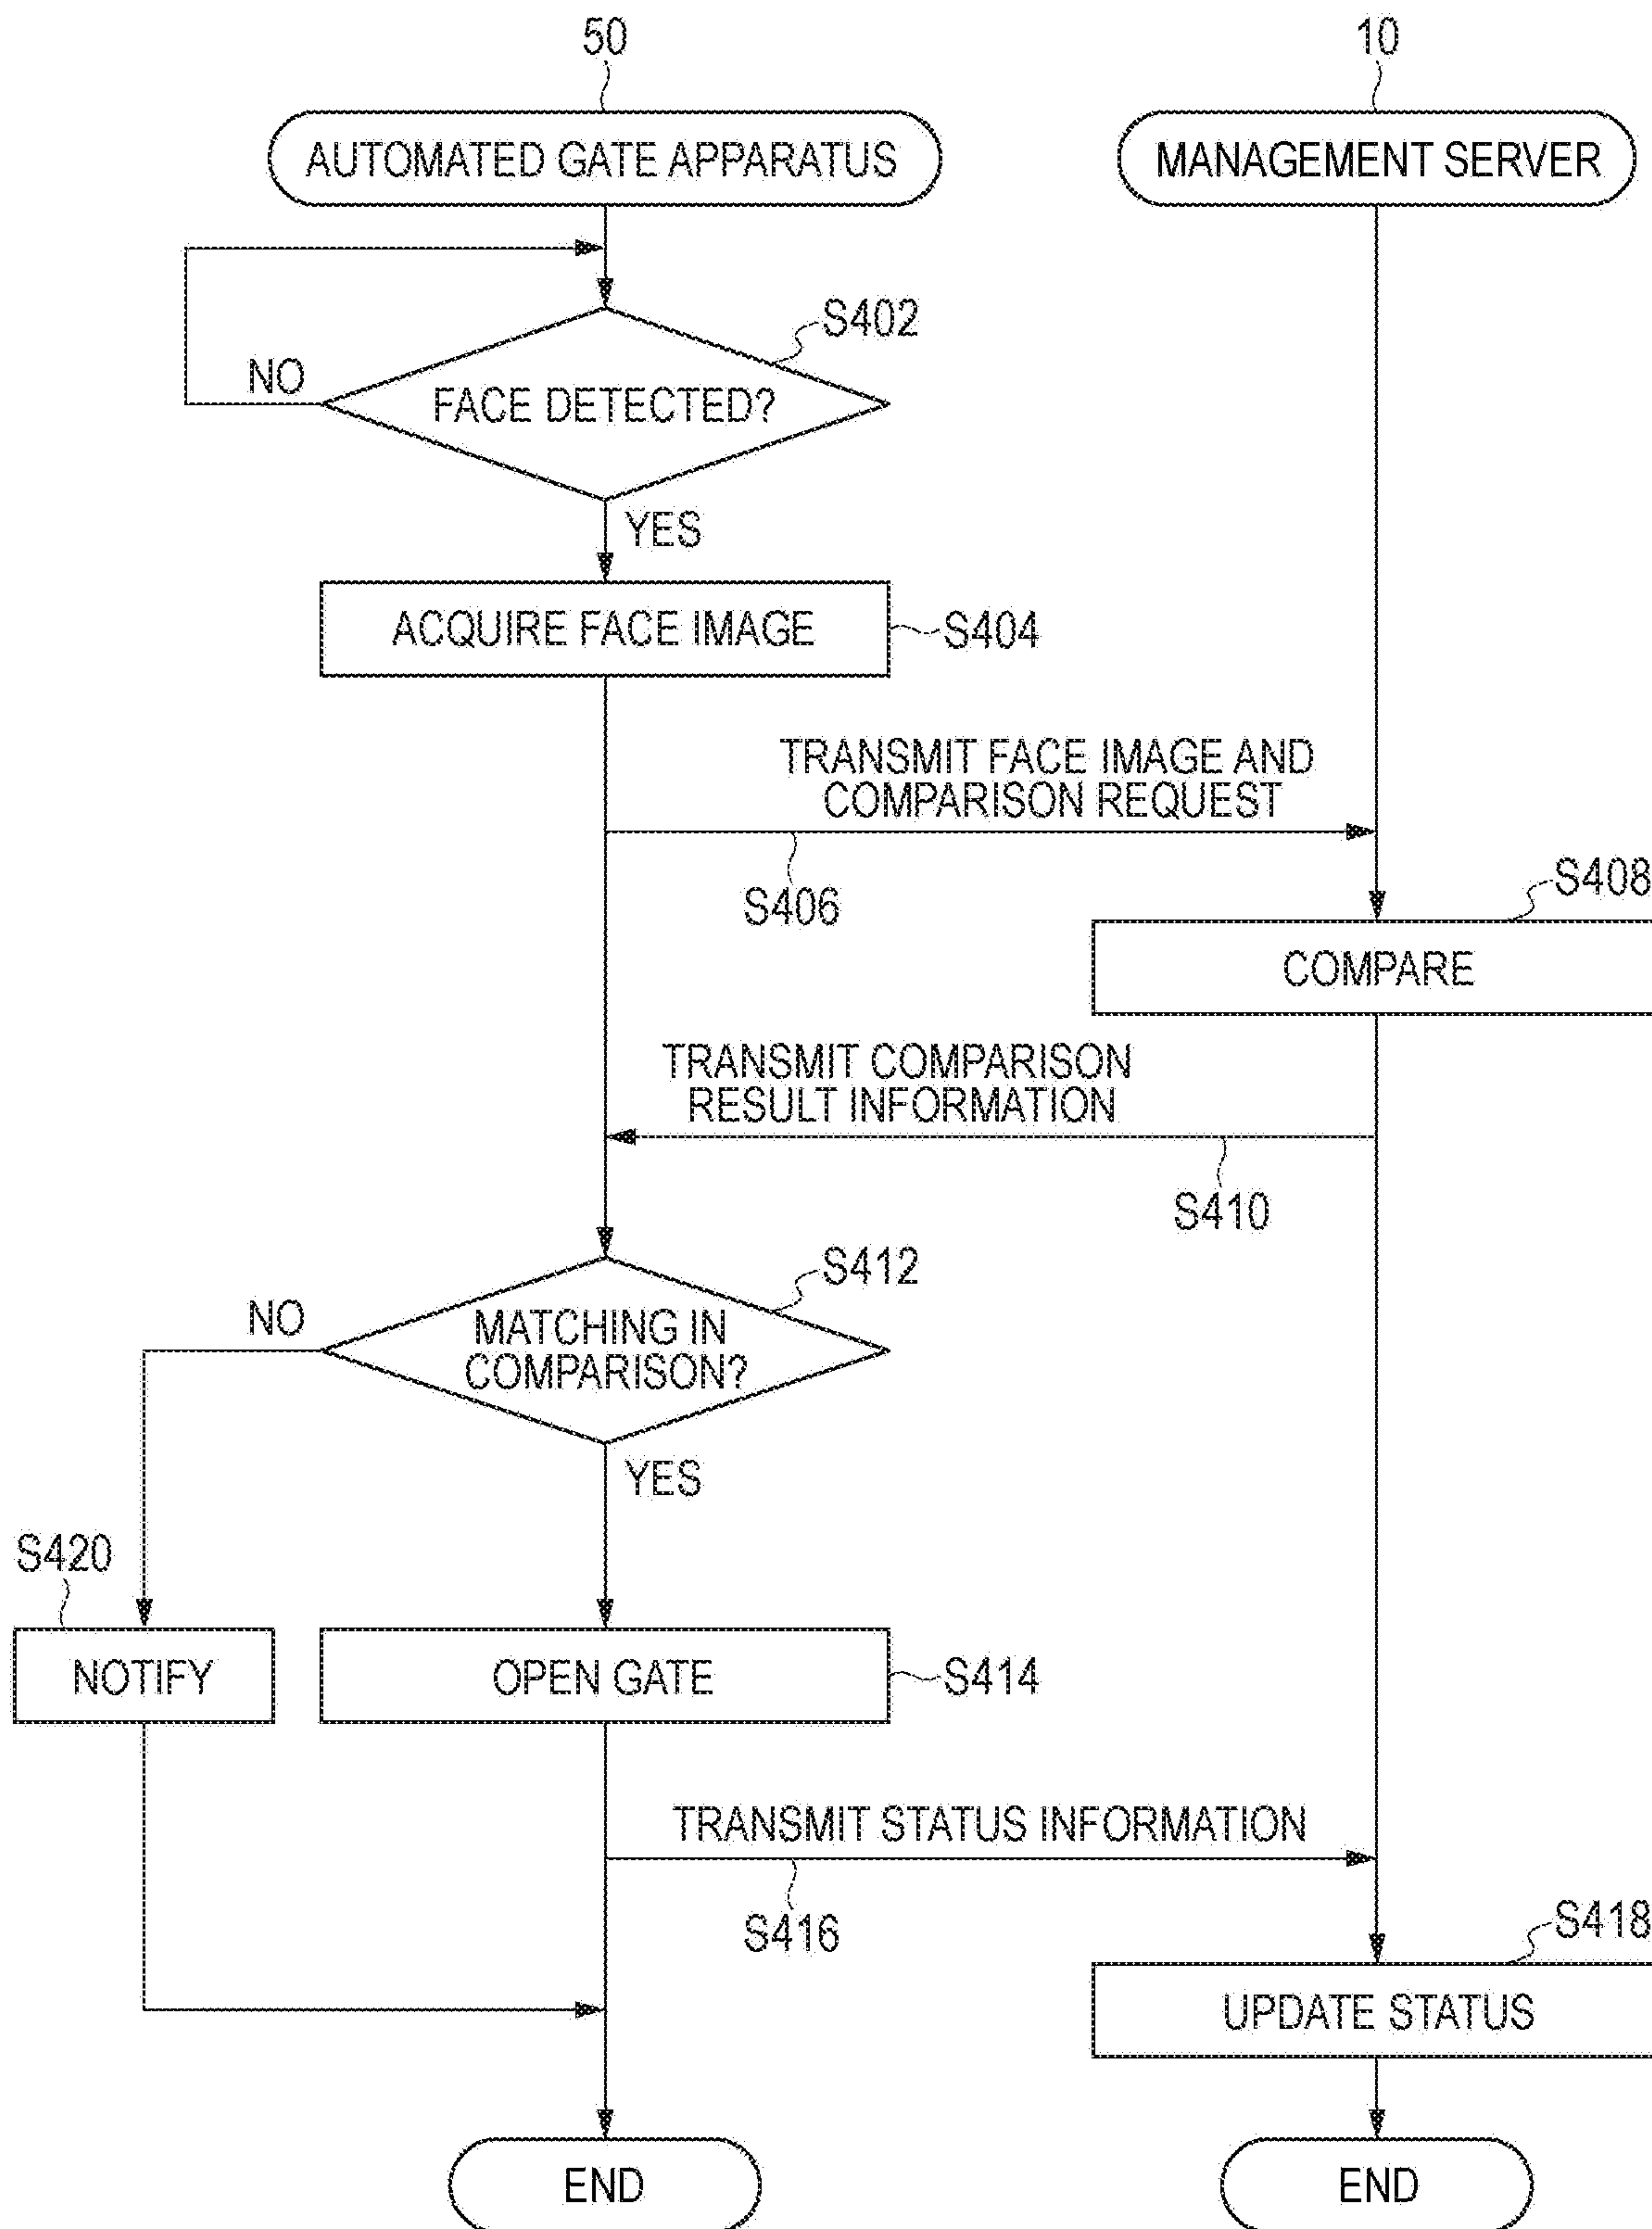 50
10
AUTOMATED GATE APPARATUS
MANAGEMENT SERVER
S402
NO
FACE DETECTED?
YES
ACQUIRE FACE IMAGE
S404
TRANSMIT FACE IMAGE AND
COMPARISON REQUEST
S406
S408
COMPARE
TRANSMIT COMPARISON
RESULT INFORMATION
S410
S412
NO
MATCHING IN
COMPARISON?
YES
S420
NOTIFY
OPEN GATE
S414
TRANSMIT STATUS INFORMATION
S416
S418
UPDATE STATUS
END
END